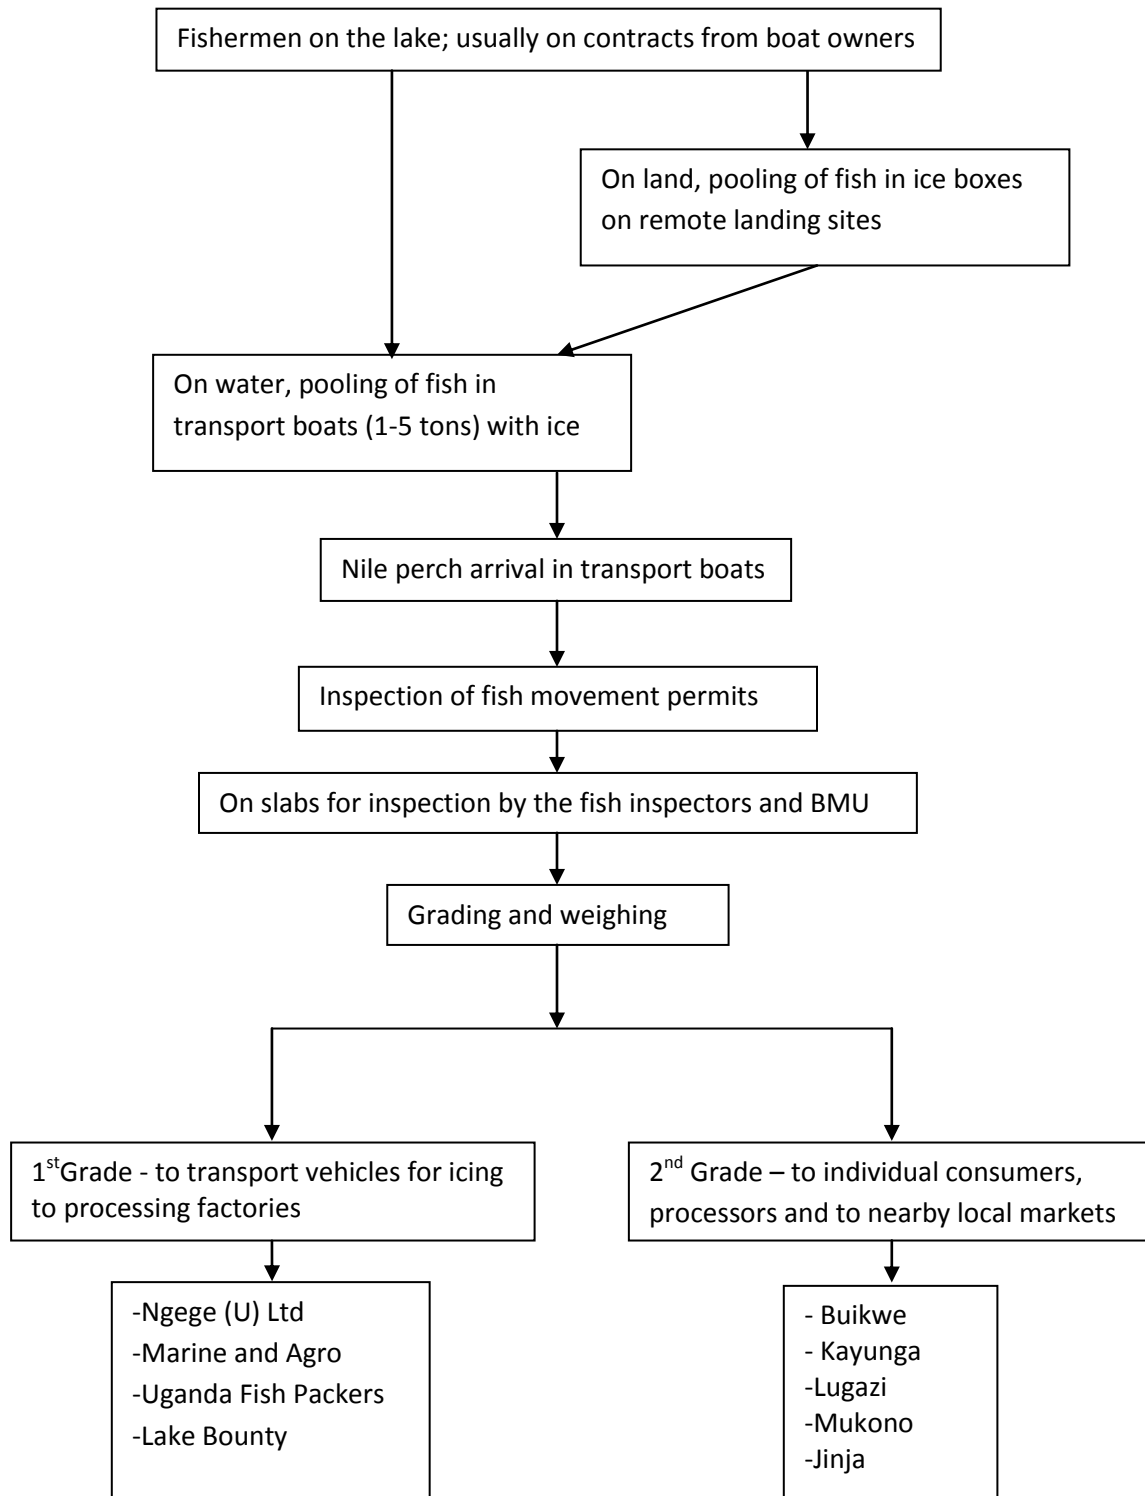 Fishermen on the lake; usually on contracts from boat owners
On land, pooling of fish in ice boxes
on remote landing sites
On water, pooling of fish in
transport boats (1-5 tons) with ice
Nile perch arrival in transport boats
Inspection of fish movement permits
On slabs for inspection by the fish inspectors and BMU
Grading and weighing
1stGrade - to transport vehicles for icing
to processing factories
2nd Grade – to individual consumers,
processors and to nearby local markets
-Ngege (U) Ltd
-Marine and Agro
-Uganda Fish Packers
-Lake Bounty
- Buikwe
- Kayunga
-Lugazi
-Mukono
-Jinja